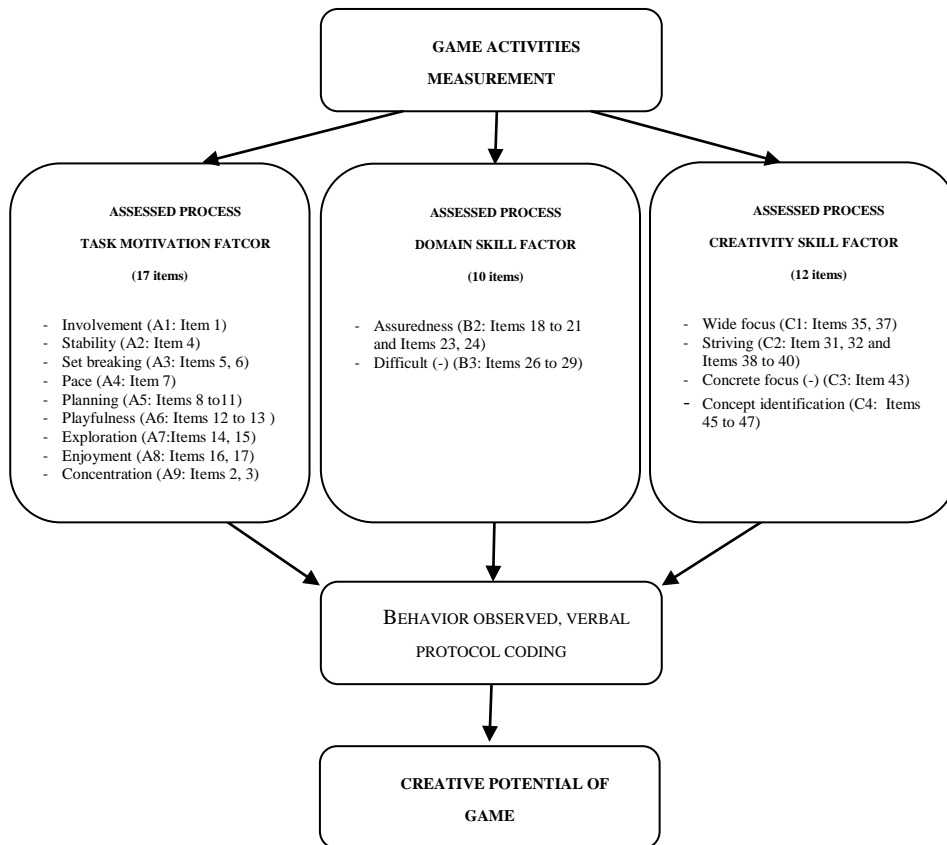 GAME ACTIVITIES
MEASUREMENT
ASSESSED PROCESS
TASK MOTIVATION FATCOR
(17 items)
- Involvement (A1: Item 1)
- Stability (A2: Item 4)
- Set breaking (A3: Items 5, 6)
- Pace (A4: Item 7)
- Planning (A5: Items 8 to11)
- Playfulness (A6: Items 12 to 13 )
- Exploration (A7:Items 14, 15)
- Enjoyment (A8: Items 16, 17)
- Concentration (A9: Items 2, 3)
ASSESSED PROCESS
DOMAIN SKILL FACTOR
(10 items)
- Assuredness (B2: Items 18 to 21
and Items 23, 24)
- Difficult (-) (B3: Items 26 to 29)
ASSESSED PROCESS
CREATIVITY SKILL FACTOR
(12 items)
- Wide focus (C1: Items 35, 37)
- Striving (C2: Item 31, 32 and
Items 38 to 40)
- Concrete focus (-) (C3: Item 43)
- Concept identification (C4: Items
45 to 47)
BEHAVIOR OBSERVED, VERBAL
PROTOCOL CODING
CREATIVE POTENTIAL OF
GAME